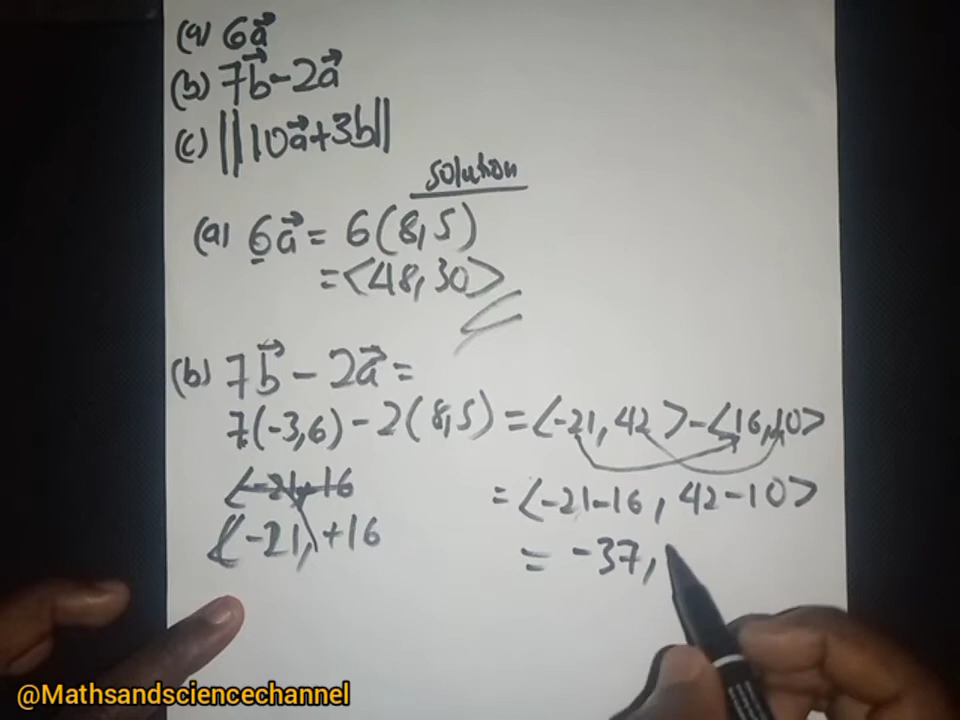 (a) 6a⃗
(b) 7b⃗-2a⃗
(c) ||10a⃗+3b||
solution
(a) 6a⃗ = 6(8,5)
=<48,30>
(b) 7b⃗ - 2a⃗ =
7(-3,6) - 2(8,5) = <-21, 42>-<16,10>
<-21,16
= <-21-16, 42-10>
<-21, +16
= -37,
@Mathsandsciencechannel